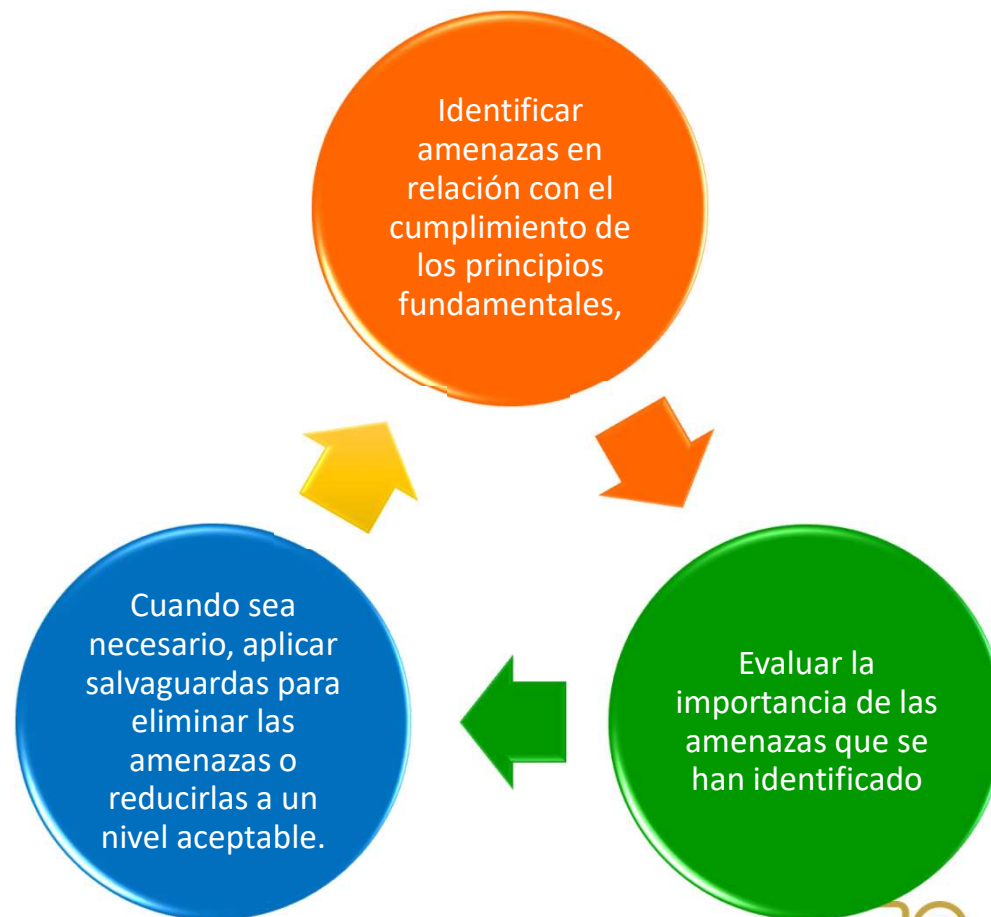 Identificar
amenazas en
relación con el
cumplimiento de
los principios
fundamentales,
Evaluar la
importancia de las
amenazas que se
han identificado
Cuando sea
necesario, aplicar
salvaguardas para
eliminar las
amenazas o
reducirlas a un
nivel aceptable.